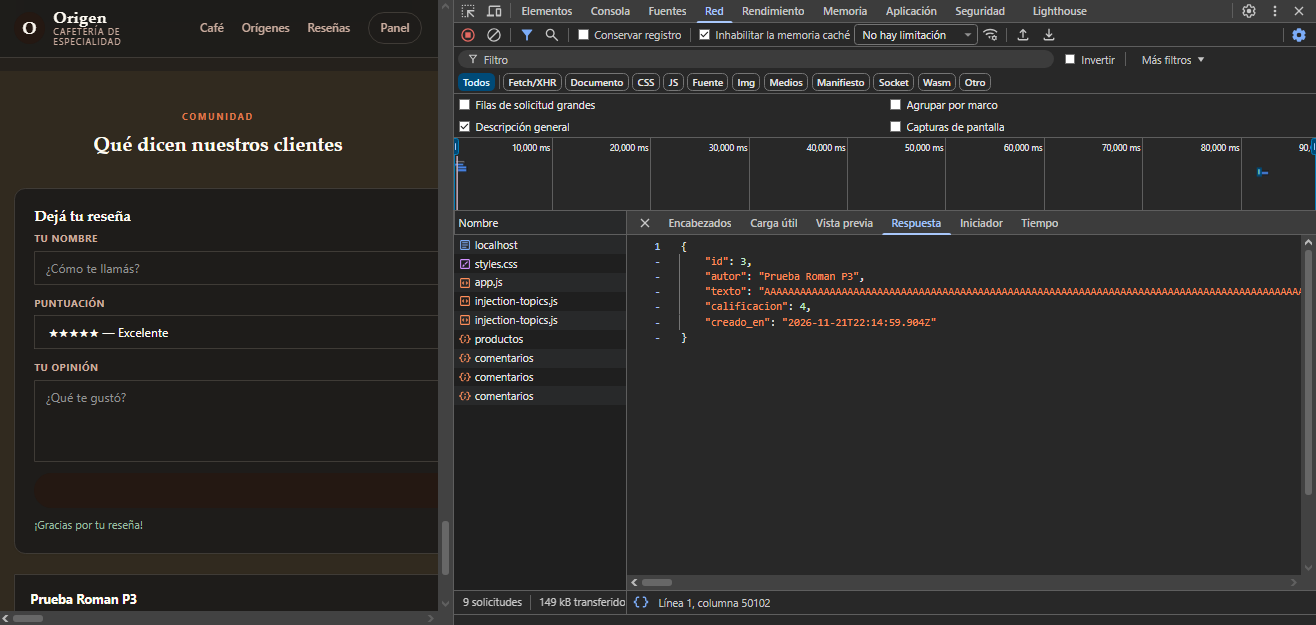 O
Origen
CAFETERÍA DE
ESPECIALIDAD
Café Orígenes Reseñas Panel
COMUNIDAD
Qué dicen nuestros clientes
Dejá tu reseña
TU NOMBRE
¿Cómo te llamás?
PUNTUACIÓN
★★★★★ — Excelente
TU OPINIÓN
¿Qué te gustó?
¡Gracias por tu reseña!
Prueba Roman P3
Elementos Consola Fuentes Red Rendimiento Memoria Aplicación Seguridad Lighthouse
Conservar registro Inhabilitar la memoria caché No hay limitación
Filtro Invertir Más filtros
Todos Fetch/XHR Documento CSS JS Fuente Img Medios Manifiesto Socket Wasm Otro
Filas de solicitud grandes Agrupar por marco
Descripción general Capturas de pantalla
10,000 ms 20,000 ms 30,000 ms 40,000 ms 50,000 ms 60,000 ms 70,000 ms 80,000 ms 90,
Nombre
localhost
styles.css
app.js
injection-topics.js
injection-topics.js
productos
comentarios
comentarios
comentarios
9 solicitudes 149 kB transferido
Encabezados Carga útil Vista previa Respuesta Iniciador Tiempo
1 {
- "id": 3,
- "autor": "Prueba Roman P3",
- "texto": "AAAAAAAAAAAAAAAAAAAAAAAAAAAAAAAAAAAAAAAAAAAAAAAAAAAAAAAAAAAAAAAAAAAAAAAAAAAAAAAAAAAAAAAAAA
- "calificacion": 4,
- "creado_en": "2026-11-21T22:14:59.904Z"
- }
{} Línea 1, columna 50102